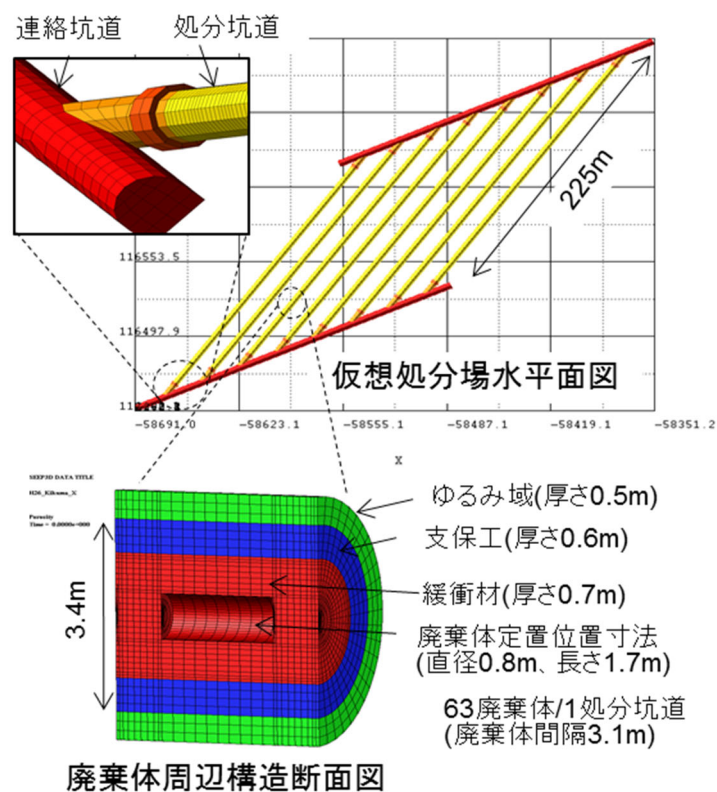 連絡坑道
処分坑道
225m
116553.5
116497.9
仮想処分場水平面図
-58691.0
-58623.1
-58555.1
-58487.1
-58419.1
-58351.2
X
SEEP3D DATA TITLE
H26_Kikuma_X
Porosity
Time = 0.0000e+000
ゆるみ域(厚さ0.5m)
支保工(厚さ0.6m)
3.4m
緩衝材(厚さ0.7m)
廃棄体定置位置寸法
(直径0.8m、長さ1.7m)
63廃棄体/1処分坑道
(廃棄体間隔3.1m)
廃棄体周辺構造断面図